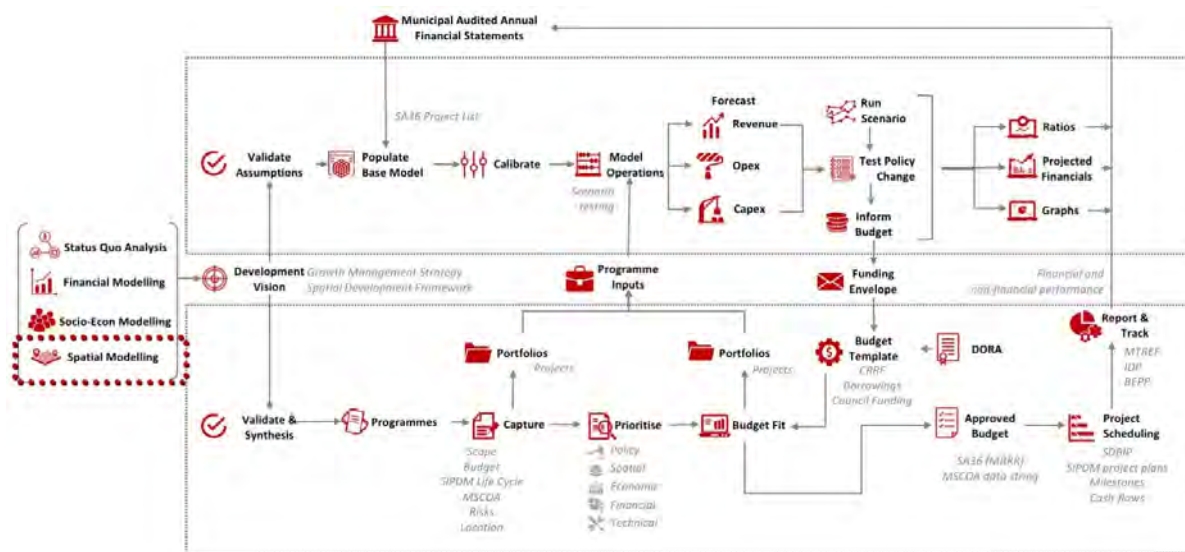 Municipal Audited Annual
Financial Statements
SA36 Project List
Validate
Assumptions
Populate
Base Model
Calibrate
Model
Operations
Scenario
testing
Forecast
Revenue
Opex
Capex
Run
Scenario
Test Policy
Change
Inform
Budget
Ratios
Projected
Financials
Graphs
Status Quo Analysis
Financial Modelling
Socio-Econ Modelling
Spatial Modelling
Development
Vision
Growth Management Strategy
Spatial Development Framework
Programme
Inputs
Funding
Envelope
Financial and
non-financial performance
Portfolios
Projects
Portfolios
Projects
Budget
Template
CRRF
Borrowings
Council Funding
DORA
Report &
Track
MTREF
IDP
BEPP
Validate &
Synthesis
Programmes
Capture
Scope
Budget
SIPDM Life Cycle
MSCOA
Risks
Location
Prioritise
Policy
Spatial
Economic
Financial
Technical
Budget Fit
Approved
Budget
SA36 (MBRR)
MSCOA data string
Project
Scheduling
SDBIP
SIPDM project plans
Milestones
Cash flows